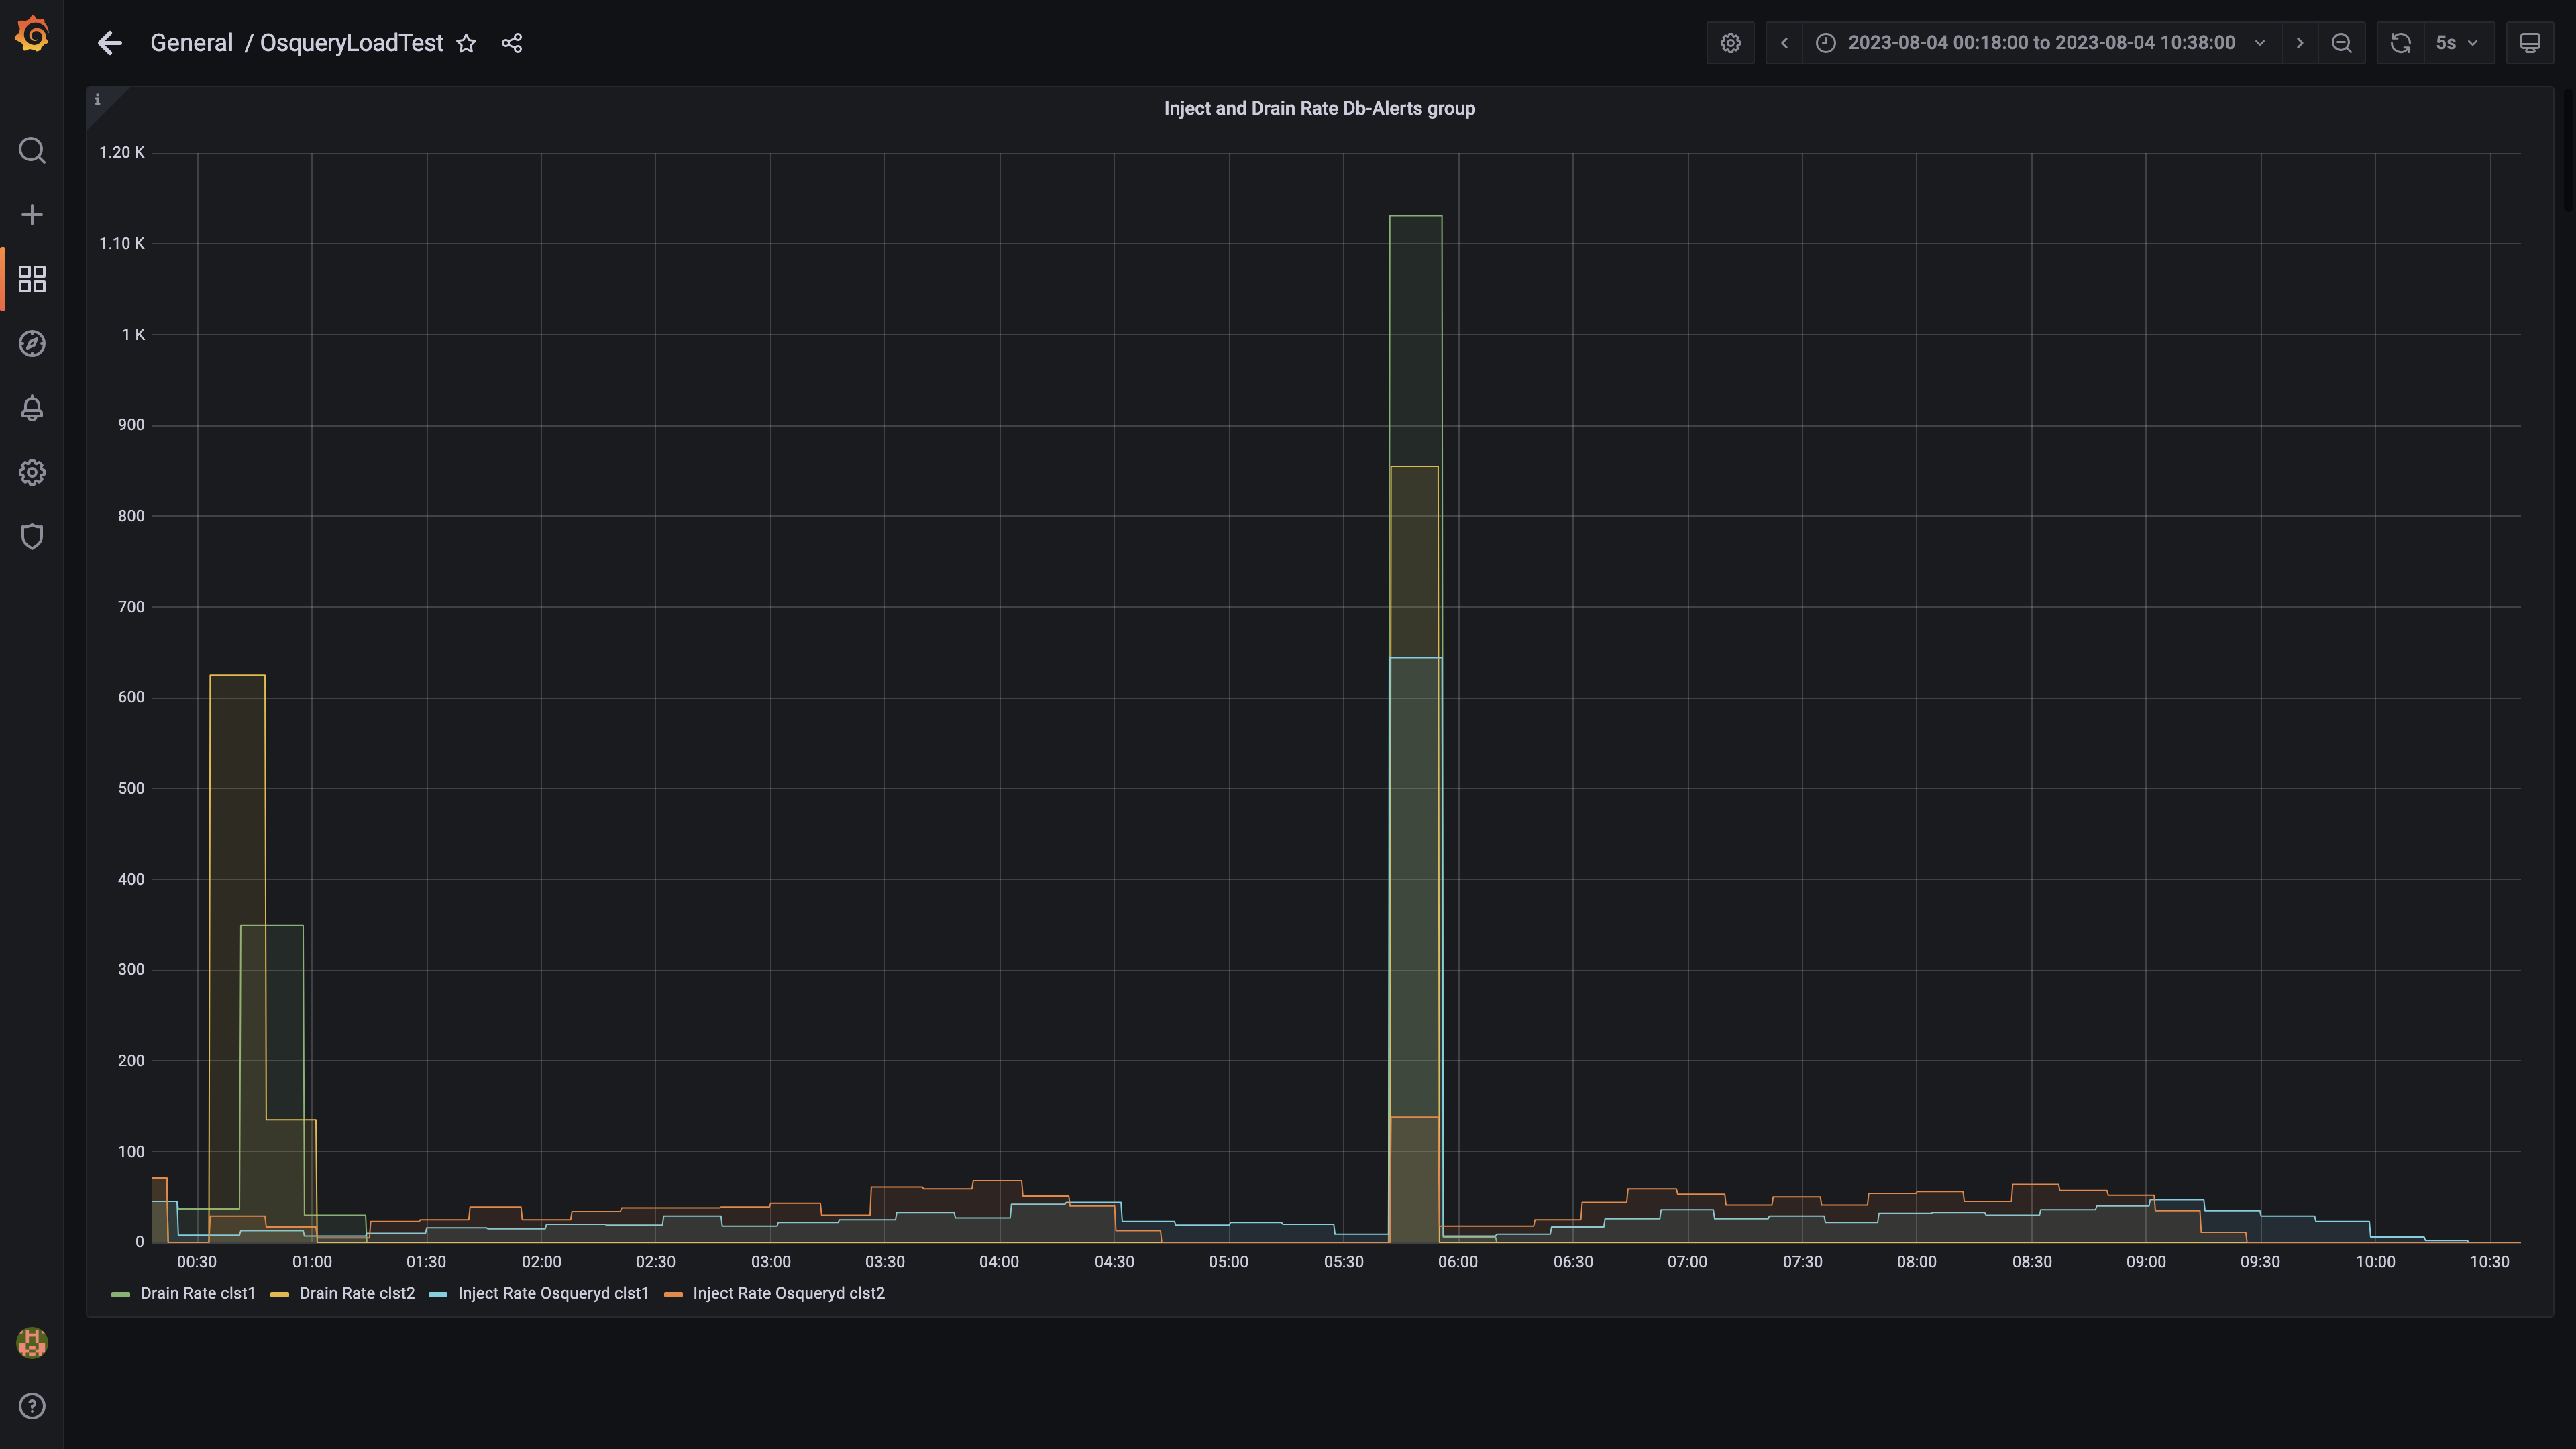 General / OsqueryLoadTest
2023-08-04 00:18:00 to 2023-08-04 10:38:00
5s
i
Inject and Drain Rate Db-Alerts group
1.20 K
1.10 K
1 K
900
800
700
600
500
400
300
200
100
0
00:30 01:00 01:30 02:00 02:30 03:00 03:30 04:00 04:30 05:00 05:30 06:00 06:30 07:00 07:30 08:00 08:30 09:00 09:30 10:00 10:30
Drain Rate clst1 Drain Rate clst2 Inject Rate Osqueryd clst1 Inject Rate Osqueryd clst2